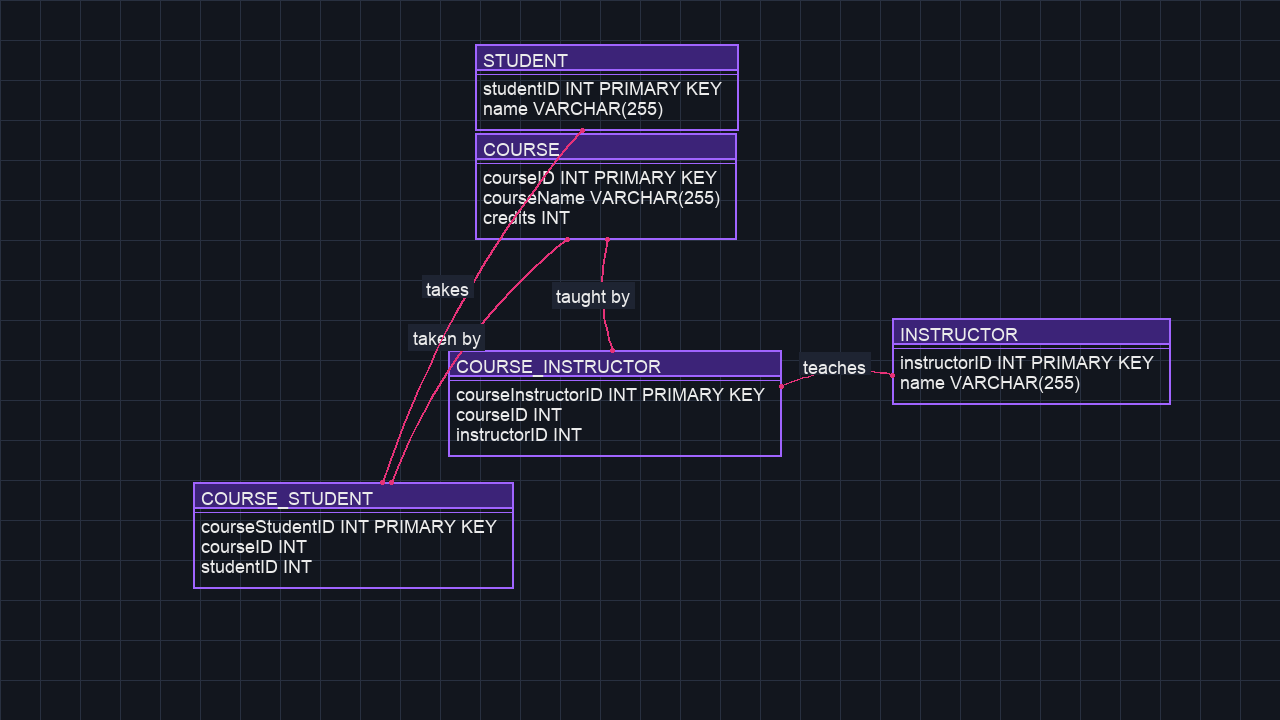 STUDENT
studentID INT PRIMARY KEY
name VARCHAR(255)
COURSE
courseID INT PRIMARY KEY
courseName VARCHAR(255)
credits INT
takes
taught by
taken by
COURSE_INSTRUCTOR
courseInstructorID INT PRIMARY KEY
courseID INT
instructorID INT
teaches
INSTRUCTOR
instructorID INT PRIMARY KEY
name VARCHAR(255)
COURSE_STUDENT
courseStudentID INT PRIMARY KEY
courseID INT
studentID INT